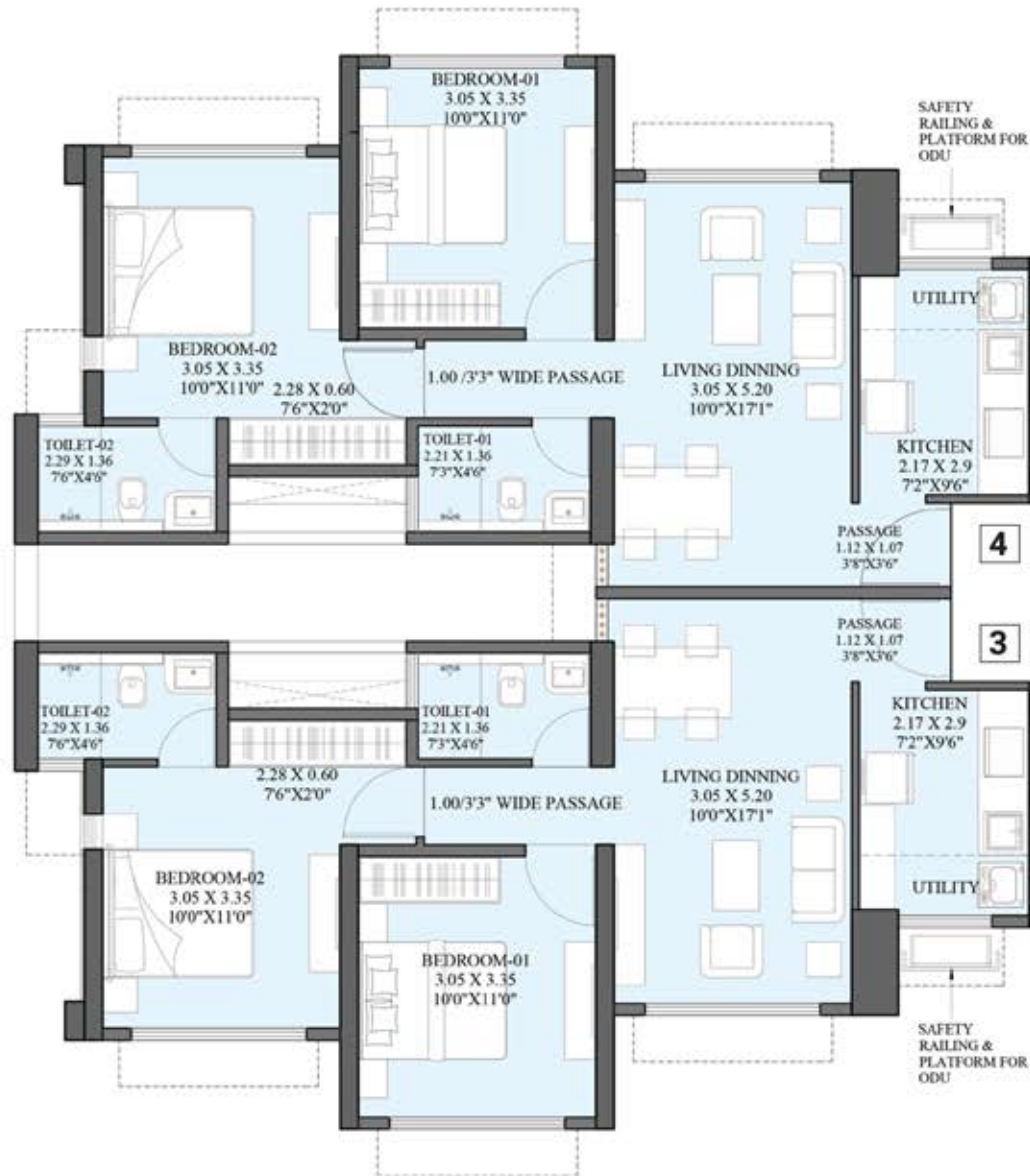 BEDROOM-01
3.05 X 3.35
10'0"X11'0"
SAFETY
RAILING &
PLATFORM FOR
ODU
UTILITY
BEDROOM-02
3.05 X 3.35
10'0"X11'0"
2.28 X 0.60
7'6"X2'0"
1.00 /3'3" WIDE PASSAGE
LIVING DINNING
3.05 X 5.20
10'0"X17'1"
TOILET-02
2.29 X 1.36
7'6"X4'6"
TOILET-01
2.21 X 1.36
7'3"X4'6"
KITCHEN
2.17 X 2.9
7'2"X9'6"
PASSAGE
1.12 X 1.07
3'8"X3'6"
4
PASSAGE
1.12 X 1.07
3'8"X3'6"
3
TOILET-02
2.29 X 1.36
7'6"X4'6"
TOILET-01
2.21 X 1.36
7'3"X4'6"
KITCHEN
2.17 X 2.9
7'2"X9'6"
2.28 X 0.60
7'6"X2'0"
1.00/3'3" WIDE PASSAGE
LIVING DINNING
3.05 X 5.20
10'0"X17'1"
BEDROOM-02
3.05 X 3.35
10'0"X11'0"
UTILITY
BEDROOM-01
3.05 X 3.35
10'0"X11'0"
SAFETY
RAILING &
PLATFORM FOR
ODU